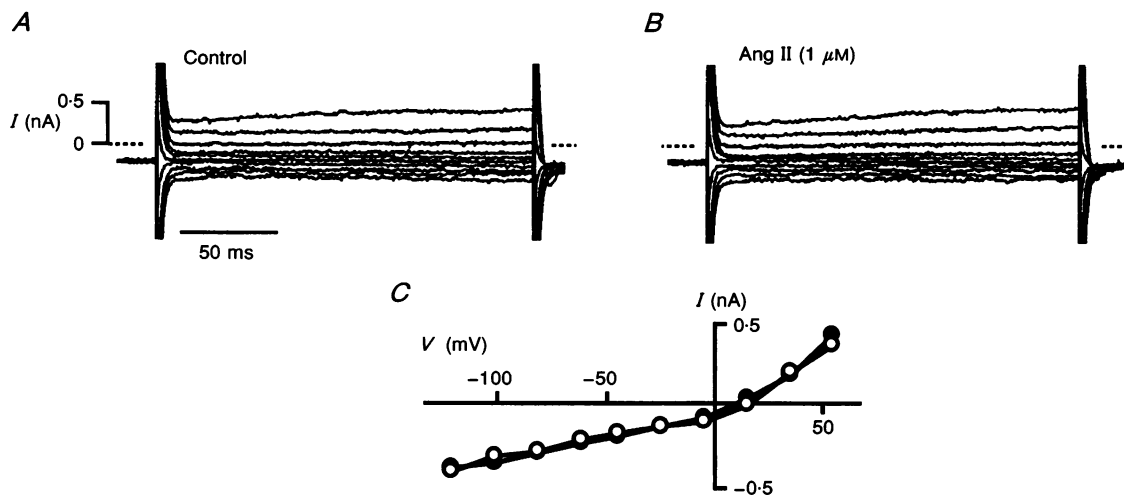 A
Control
0·5
I (nA)
0
50 ms
B
Ang II (1 μM)
C
I (nA)
0·5
V (mV)
−100
−50
50
−0·5